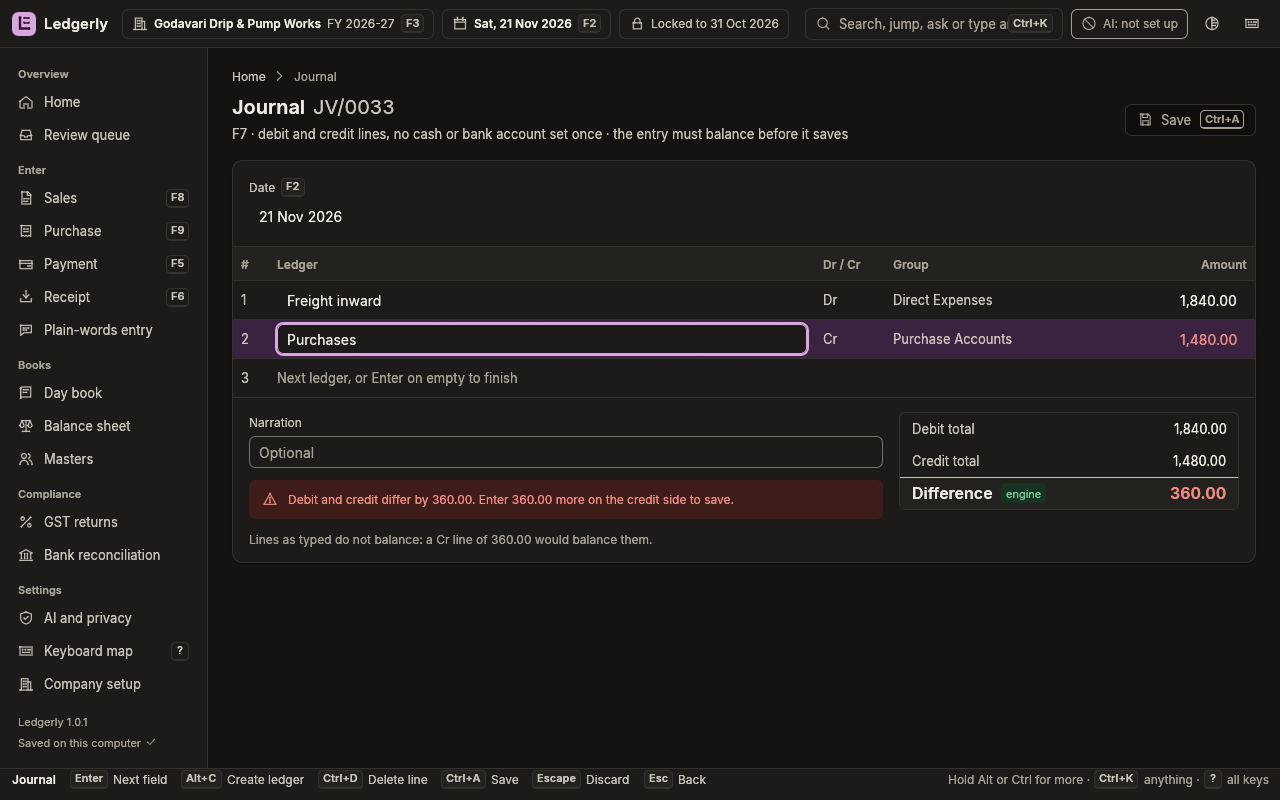 Ledgerly
Godavari Drip & Pump Works FY 2026-27 F3
Sat, 21 Nov 2026 F2
Locked to 31 Oct 2026
Search, jump, ask or type a Ctrl+K
AI: not set up
Overview
Home
Review queue
Enter
Sales F8
Purchase F9
Payment F5
Receipt F6
Plain-words entry
Books
Day book
Balance sheet
Masters
Compliance
GST returns
Bank reconciliation
Settings
AI and privacy
Keyboard map ?
Company setup
Ledgerly 1.0.1
Saved on this computer
Home Journal
Journal JV/0033
F7 · debit and credit lines, no cash or bank account set once · the entry must balance before it saves
Save Ctrl+A
Date F2
21 Nov 2026
# Ledger Dr / Cr Group Amount
1 Freight inward Dr Direct Expenses 1,840.00
2 Purchases Cr Purchase Accounts 1,480.00
3 Next ledger, or Enter on empty to finish
Narration
Optional
Debit and credit differ by 360.00. Enter 360.00 more on the credit side to save.
Lines as typed do not balance: a Cr line of 360.00 would balance them.
Debit total 1,840.00
Credit total 1,480.00
Difference engine 360.00
Journal Enter Next field Alt+C Create ledger Ctrl+D Delete line Ctrl+A Save Escape Discard Esc Back
Hold Alt or Ctrl for more · Ctrl+K anything · ? all keys